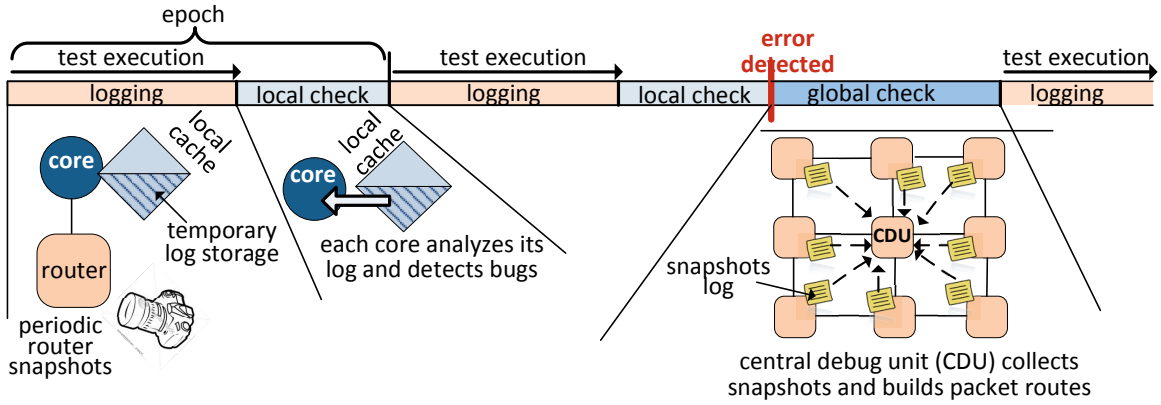 epoch
test execution
test execution
error
detected
test execution
logging
local check
logging
local check
global check
logging
core
local
cache
temporary
log storage
router
periodic
router
snapshots
core
local
cache
each core analyzes its
log and detects bugs
CDU
snapshots
log
central debug unit (CDU) collects
snapshots and builds packet routes